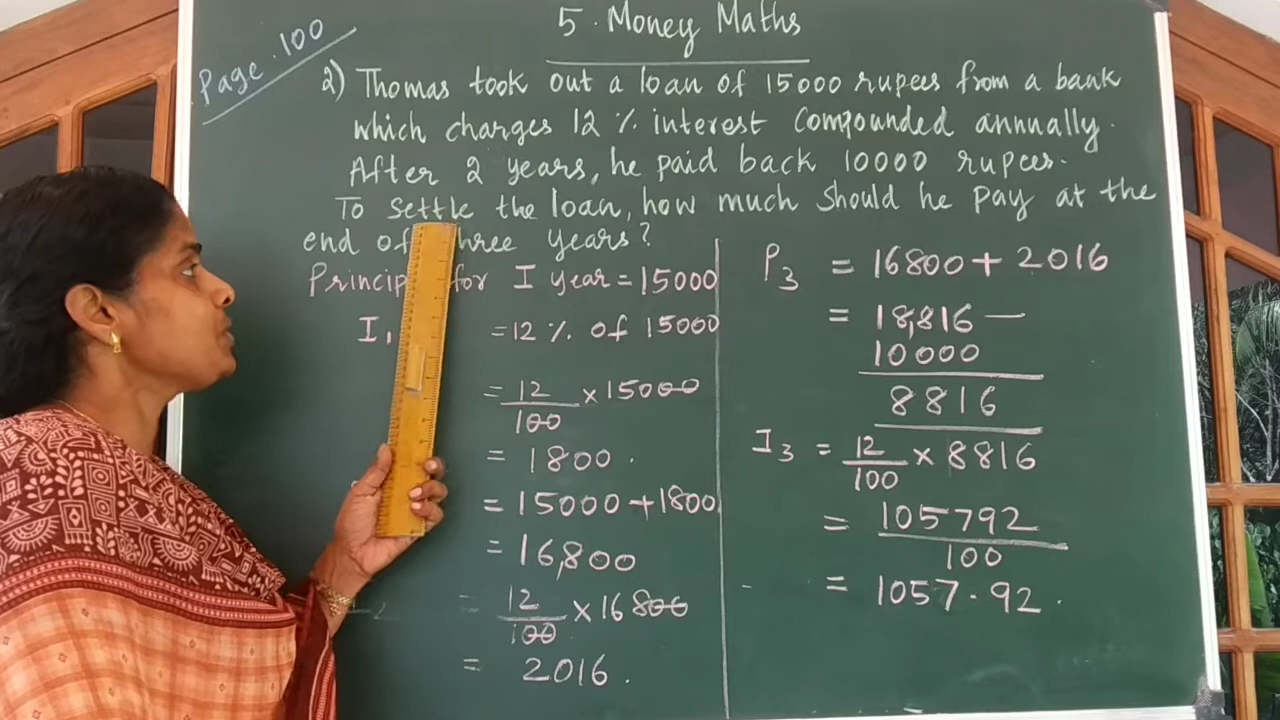 5. Money Maths
Page. 100
2) Thomas took out a loan of 15000 rupees from a bank
which charges 12 % interest compounded annually.
After 2 years, he paid back 10000 rupees.
To settle the loan, how much should he pay at the
end of three years?
Princip for I year = 15000
I1 = 12 % of 15000
= 12/100 × 15000
= 1800.
= 15000 + 1800
= 16,800
I2 = 12/100 × 16800
= 2016.
P3 = 16800 + 2016
= 18,816 —
10000
8816
I3 = 12/100 × 8816
= 105792/100
= 1057.92.